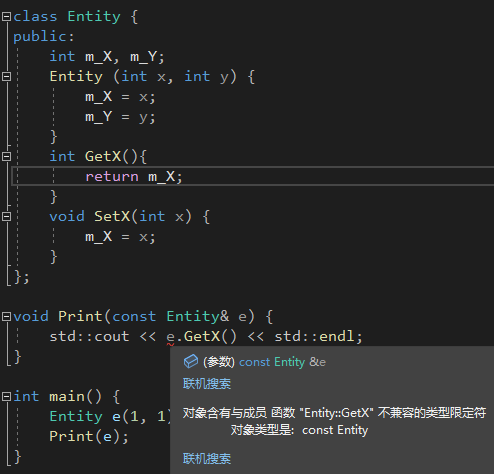 class Entity {
public:
    int m_X, m_Y;
    Entity (int x, int y) {
        m_X = x;
        m_Y = y;
    }
    int GetX(){
        return m_X;
    }
    void SetX(int x) {
        m_X = x;
    }
};
void Print(const Entity& e) {
    std::cout << e.GetX() << std::endl;
}
(参数) const Entity &e
联机搜索
int main() {
对象含有与成员 函数 "Entity::GetX" 不兼容的类型限定符
    Entity e(1, 1)
对象类型是: const Entity
    Print(e);
}
联机搜索